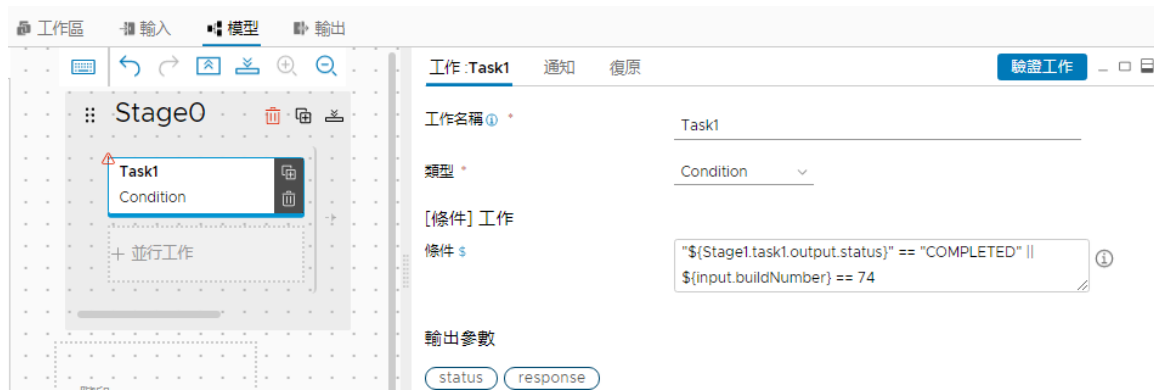 工作區 輸入 模型 輸出
Stage0
Task1
Condition
+ 並行工作
工作 :Task1 通知 復原 驗證工作
工作名稱 * Task1
類型 * Condition
[條件] 工作
條件 $ "${Stage1.task1.output.status}" == "COMPLETED" ||
${input.buildNumber} == 74
輸出參數
status response